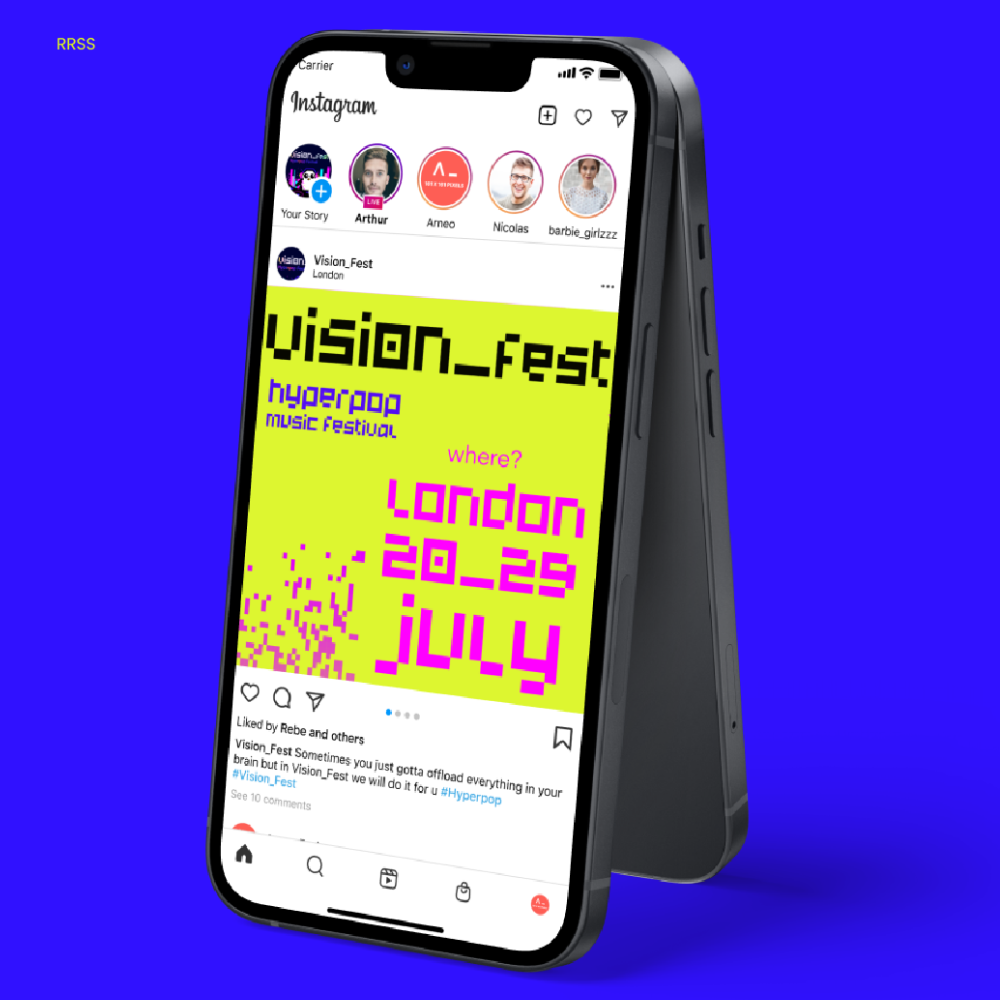 RRSS
Carrier
Instagram
vision_fest
LIVE
Your Story
Arthur
Ameo
Nicolas
barbie_girlzzz
vision
Vision_Fest
London
vision_fest
hyperpop
music festival
where?
London
20_29
july
Liked by Rebe and others
Vision_Fest Sometimes you just gotta offload everything in your
brain but in Vision_Fest we will do it for u #Hyperpop
#Vision_Fest
See 10 comments